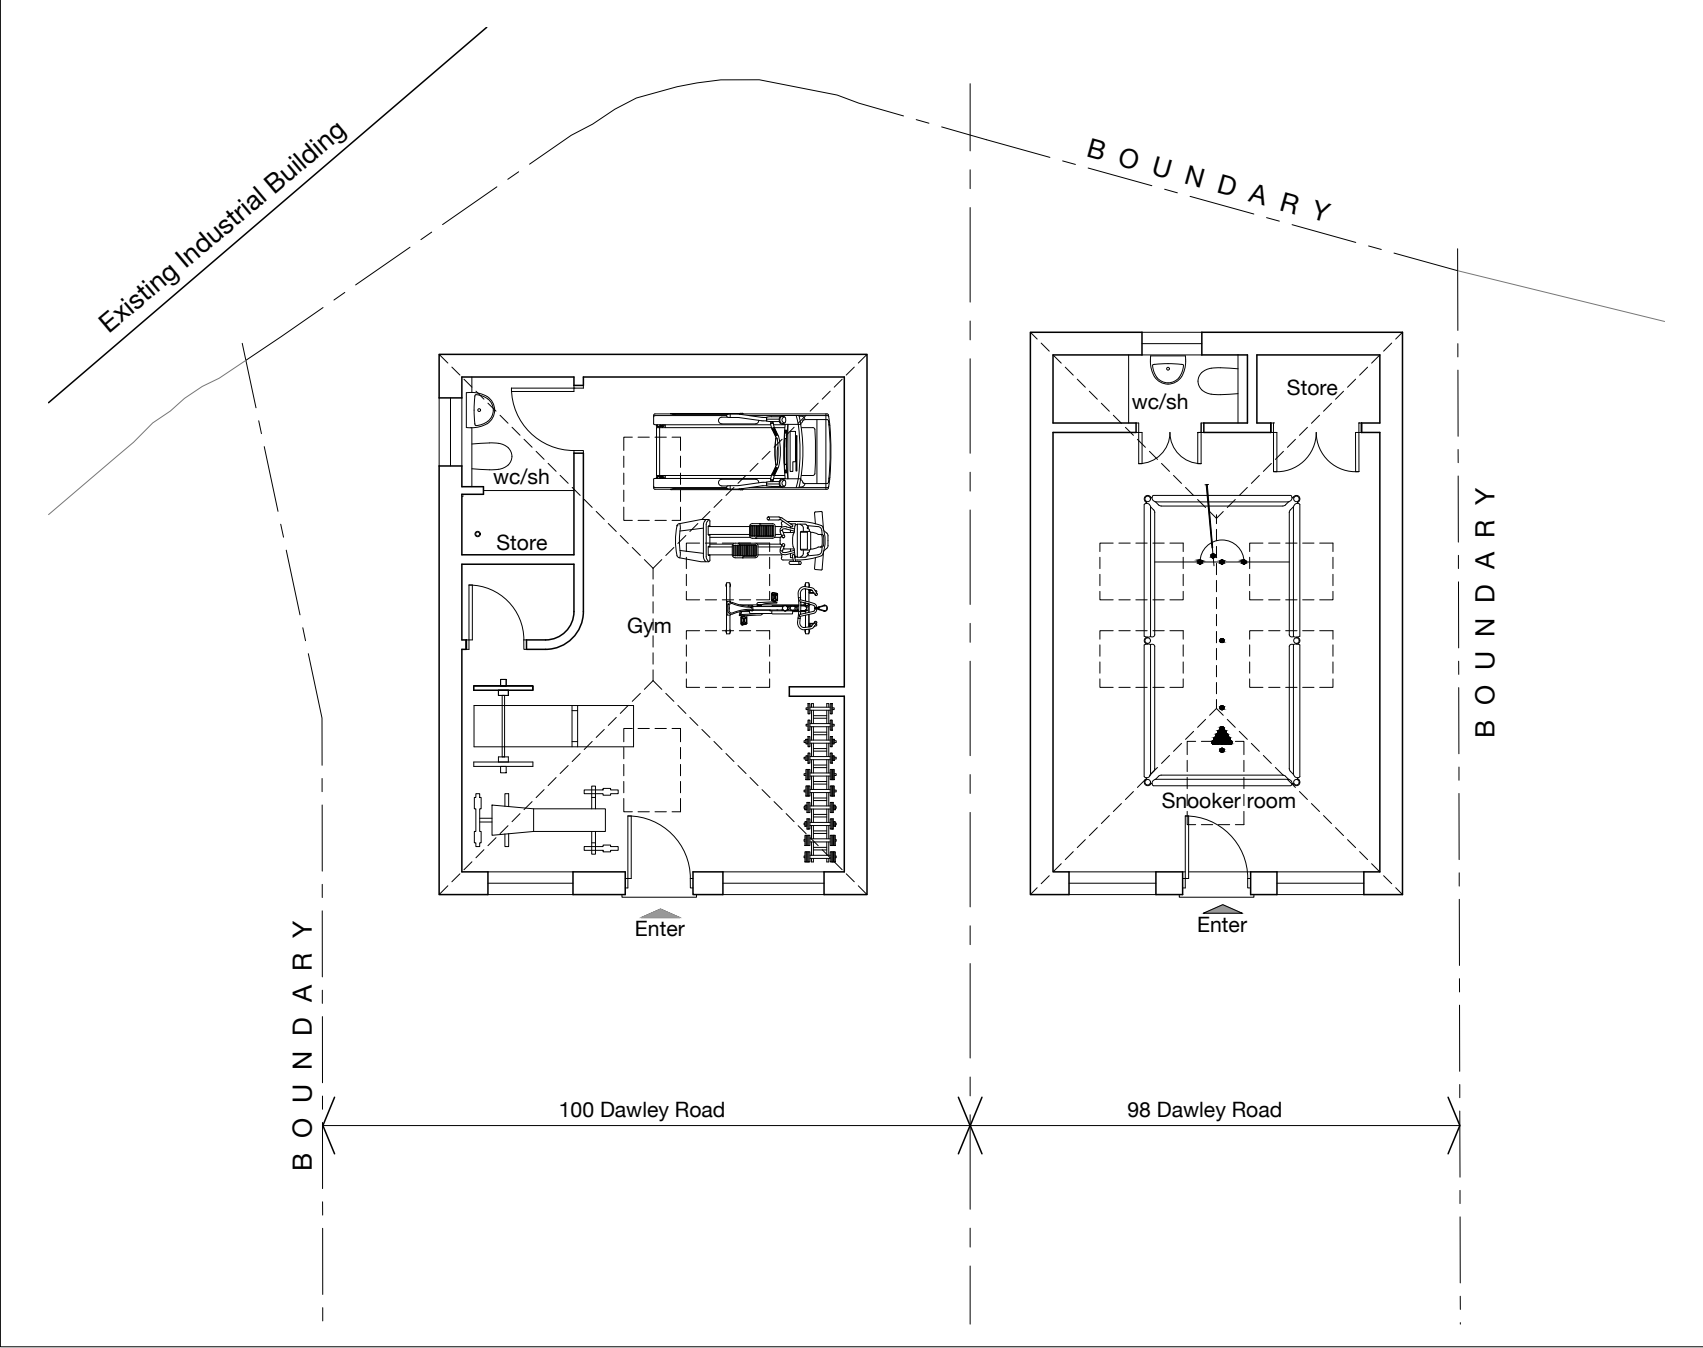 Existing Industrial Building
BOUNDARY
wc/sh
Store
wc/sh
Store
Gym
BOUNDARY
Snooker room
Enter
Enter
BOUNDARY
100 Dawley Road
98 Dawley Road